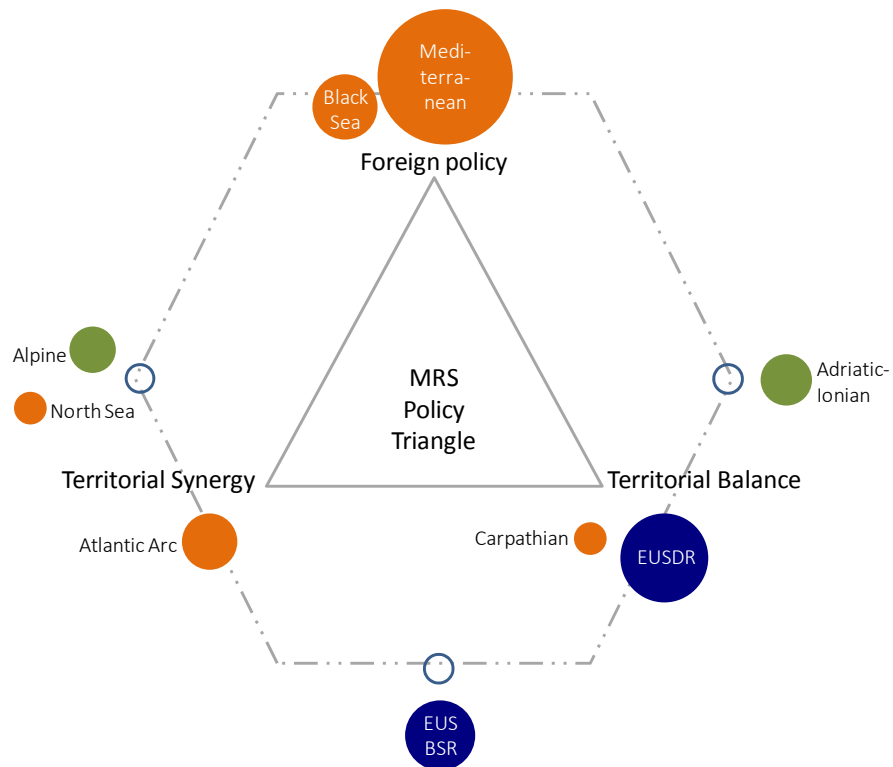 Medi-
terra-
nean
Black
Sea
Foreign policy
Alpine
North Sea
Adriatic-
Ionian
MRS
Policy
Triangle
Territorial Synergy
Territorial Balance
Atlantic Arc
Carpathian
EUSDR
EUS
BSR